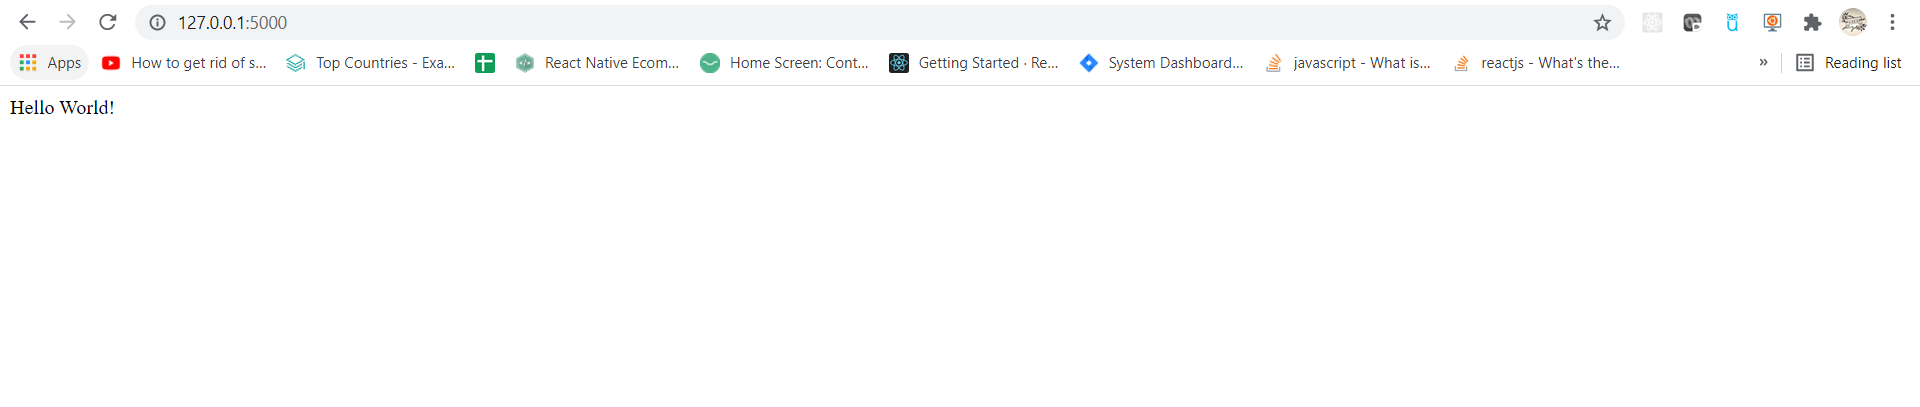 127.0.0.1:5000
Apps How to get rid of s... Top Countries - Exa... React Native Ecom... Home Screen: Cont... Getting Started · Re... System Dashboard... javascript - What is... reactjs - What's the... » Reading list
Hello World!